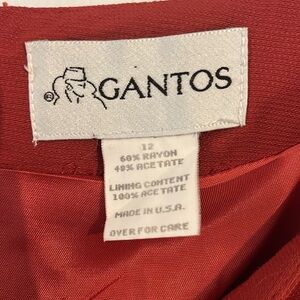 ® GANTOS
12
60% RAYON
40% ACETATE
LINING CONTENT
100% ACETATE
MADE IN U.S.A.
OVER FOR CARE